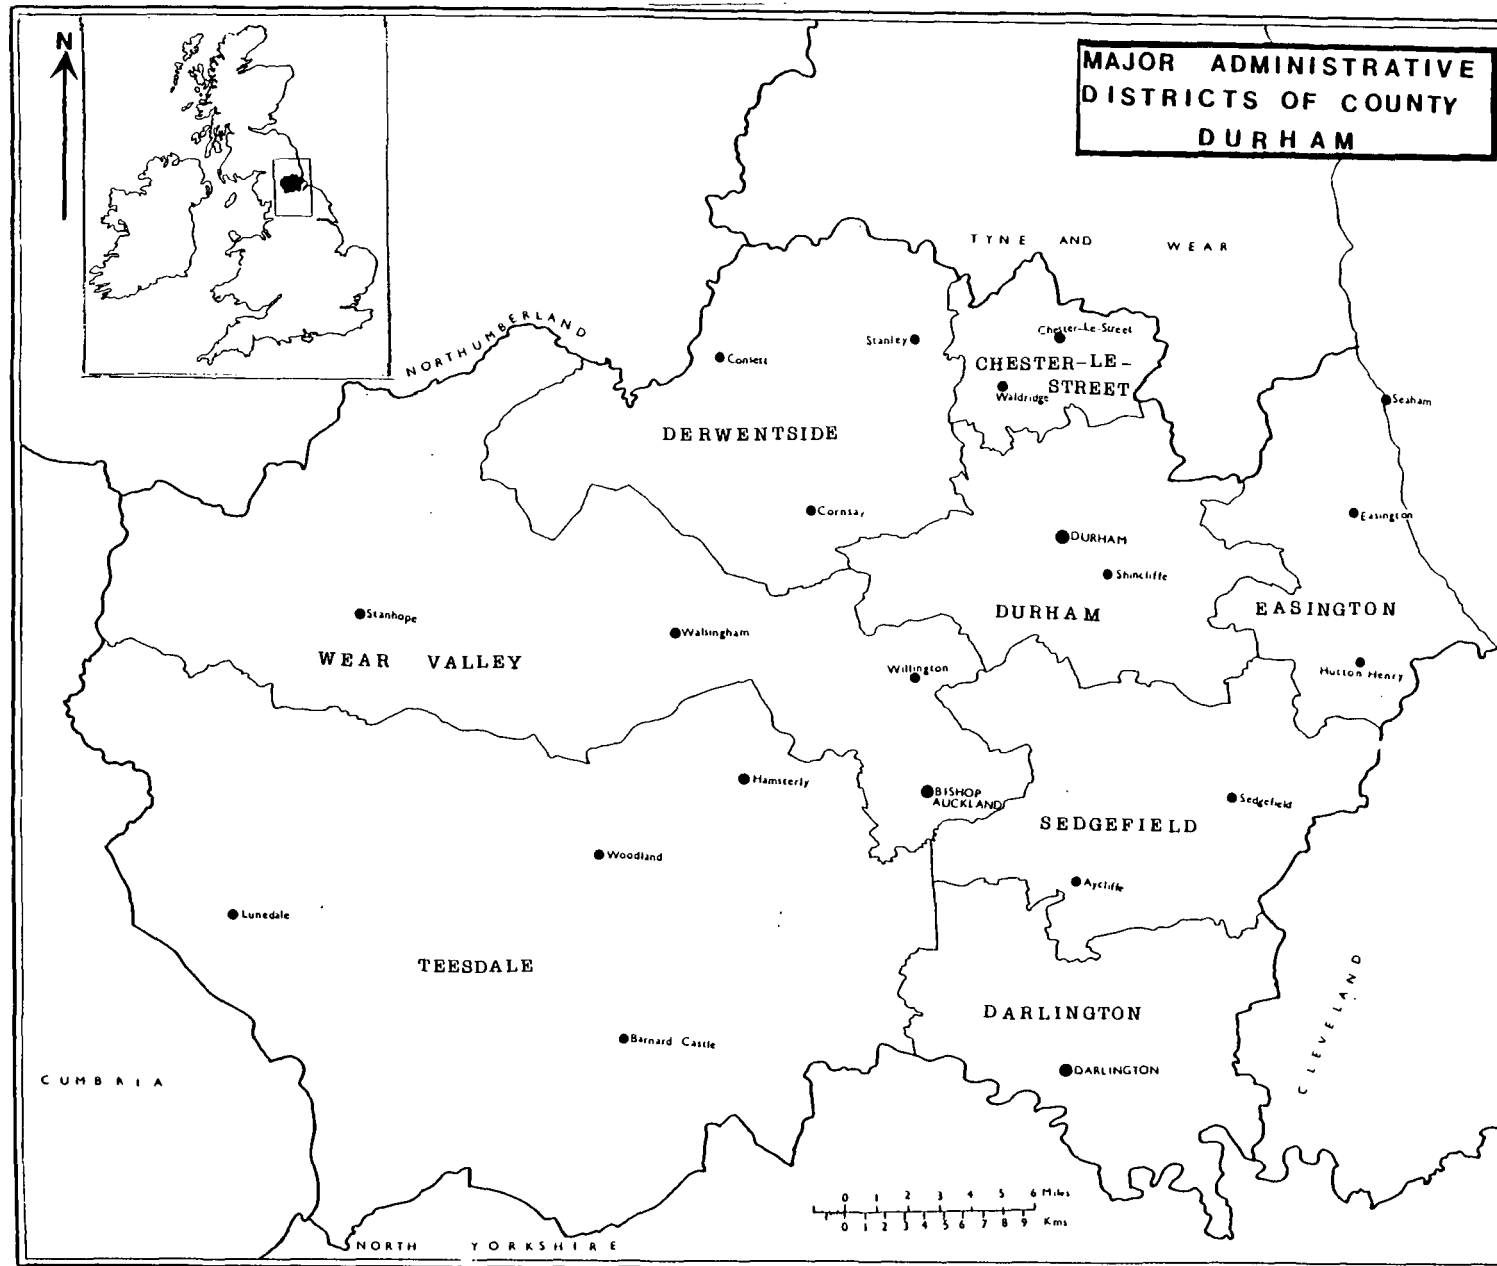 N
MAJOR ADMINISTRATIVE
DISTRICTS OF COUNTY
DURHAM
TYNE AND WEAR
NORTHUMBERLAND
Chester-Le-Street
Stanley
Consett
CHESTER-LE-
STREET
Waldridge
Seaham
DERWENTSIDE
Cornsay
Easington
DURHAM
Shincliffe
Stanhope
DURHAM
EASINGTON
Walsingham
WEAR VALLEY
Willington
Hutton Henry
Hamsterly
BISHOP
AUCKLAND
Sedgefield
SEDGEFIELD
Woodland
Aycliffe
Lunedale
TEESDALE
DARLINGTON
CLEVELAND
Barnard Castle
DARLINGTON
CUMBRIA
0 1 2 3 4 5 6 Miles
0 1 2 3 4 5 6 7 8 9 Kms
NORTH YORKSHIRE